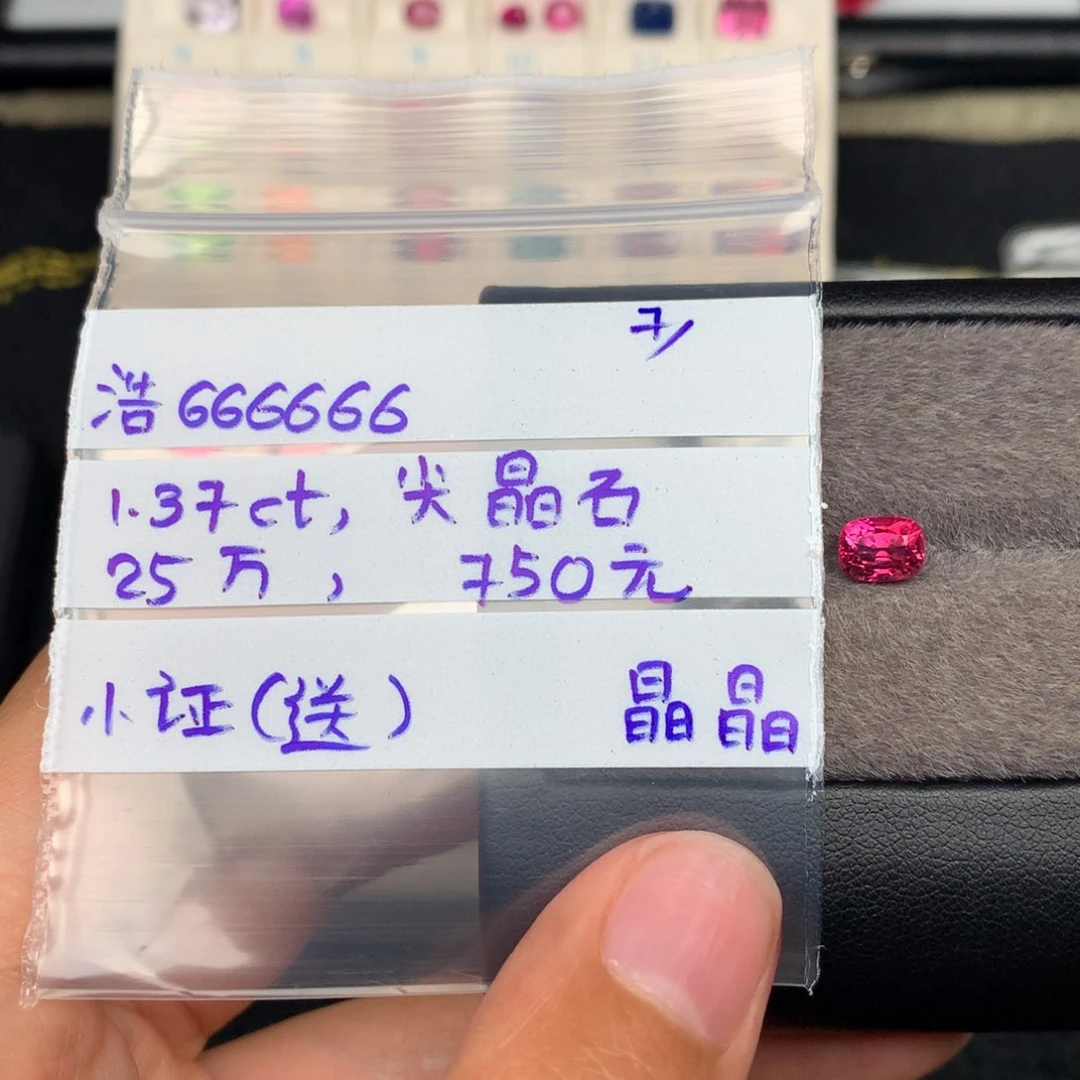 7/
浩666666
1.37ct, 尖晶石
25万, 750元
小证(送) 晶晶